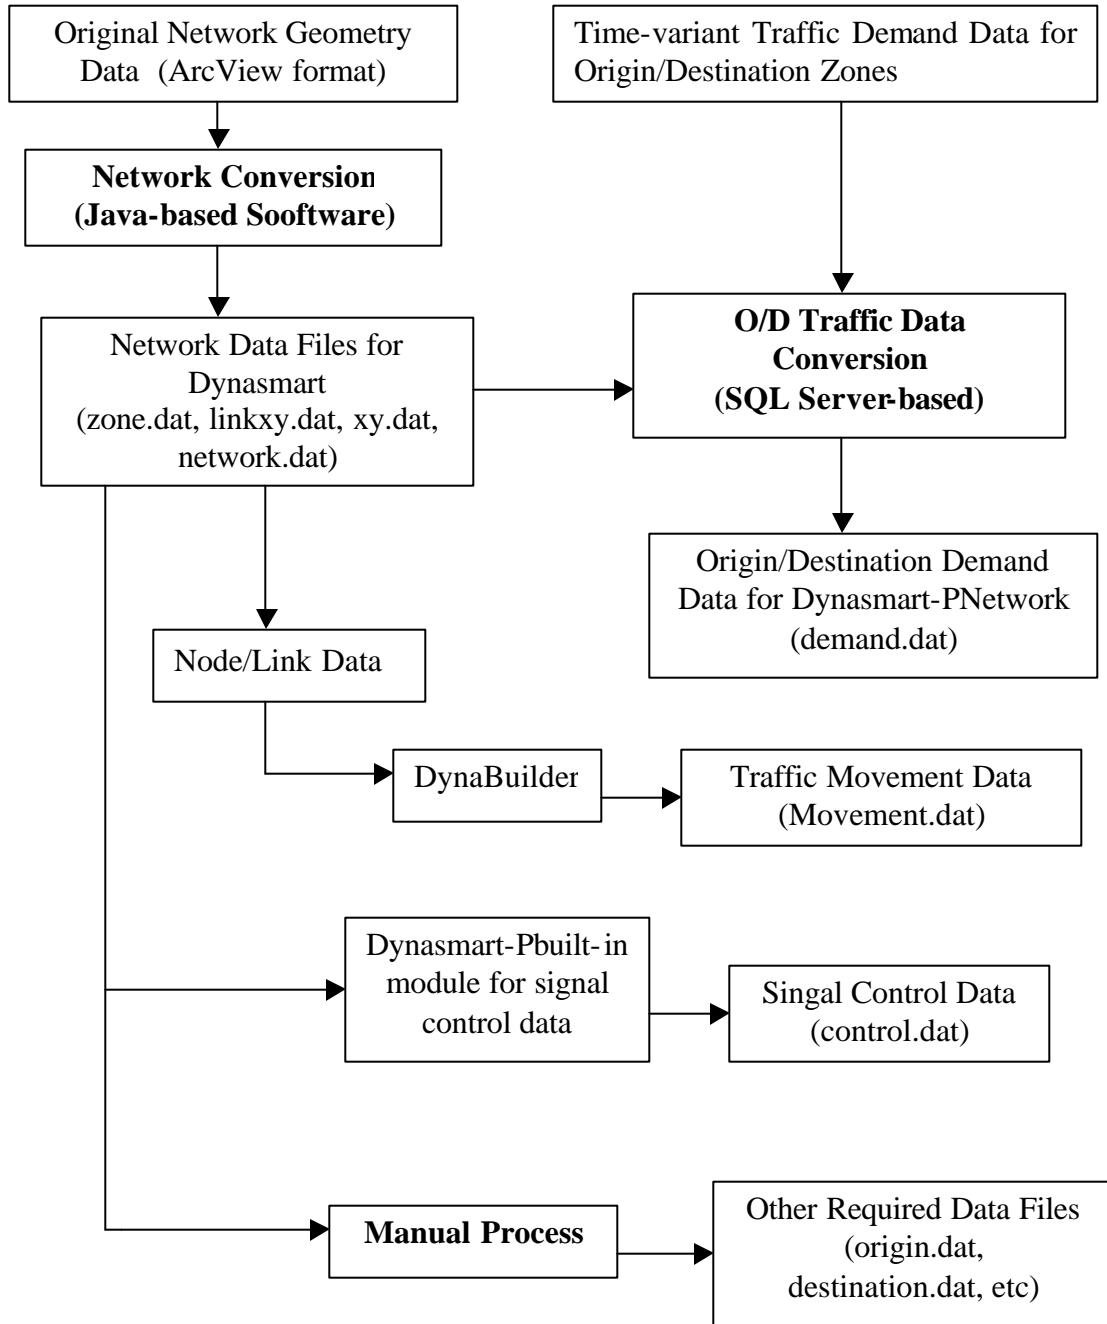 Original Network Geometry
Data (ArcView format)
Time-variant Traffic Demand Data for
Origin/Destination Zones
Network Conversion
(Java-based Sooftware)
Network Data Files for
Dynasmart
(zone.dat, linkxy.dat, xy.dat,
network.dat)
O/D Traffic Data
Conversion
(SQL Server-based)
Origin/Destination Demand
Data for Dynasmart-PNetwork
(demand.dat)
Node/Link Data
DynaBuilder
Traffic Movement Data
(Movement.dat)
Dynasmart-Pbuilt-in
module for signal
control data
Singal Control Data
(control.dat)
Manual Process
Other Required Data Files
(origin.dat,
destination.dat, etc)